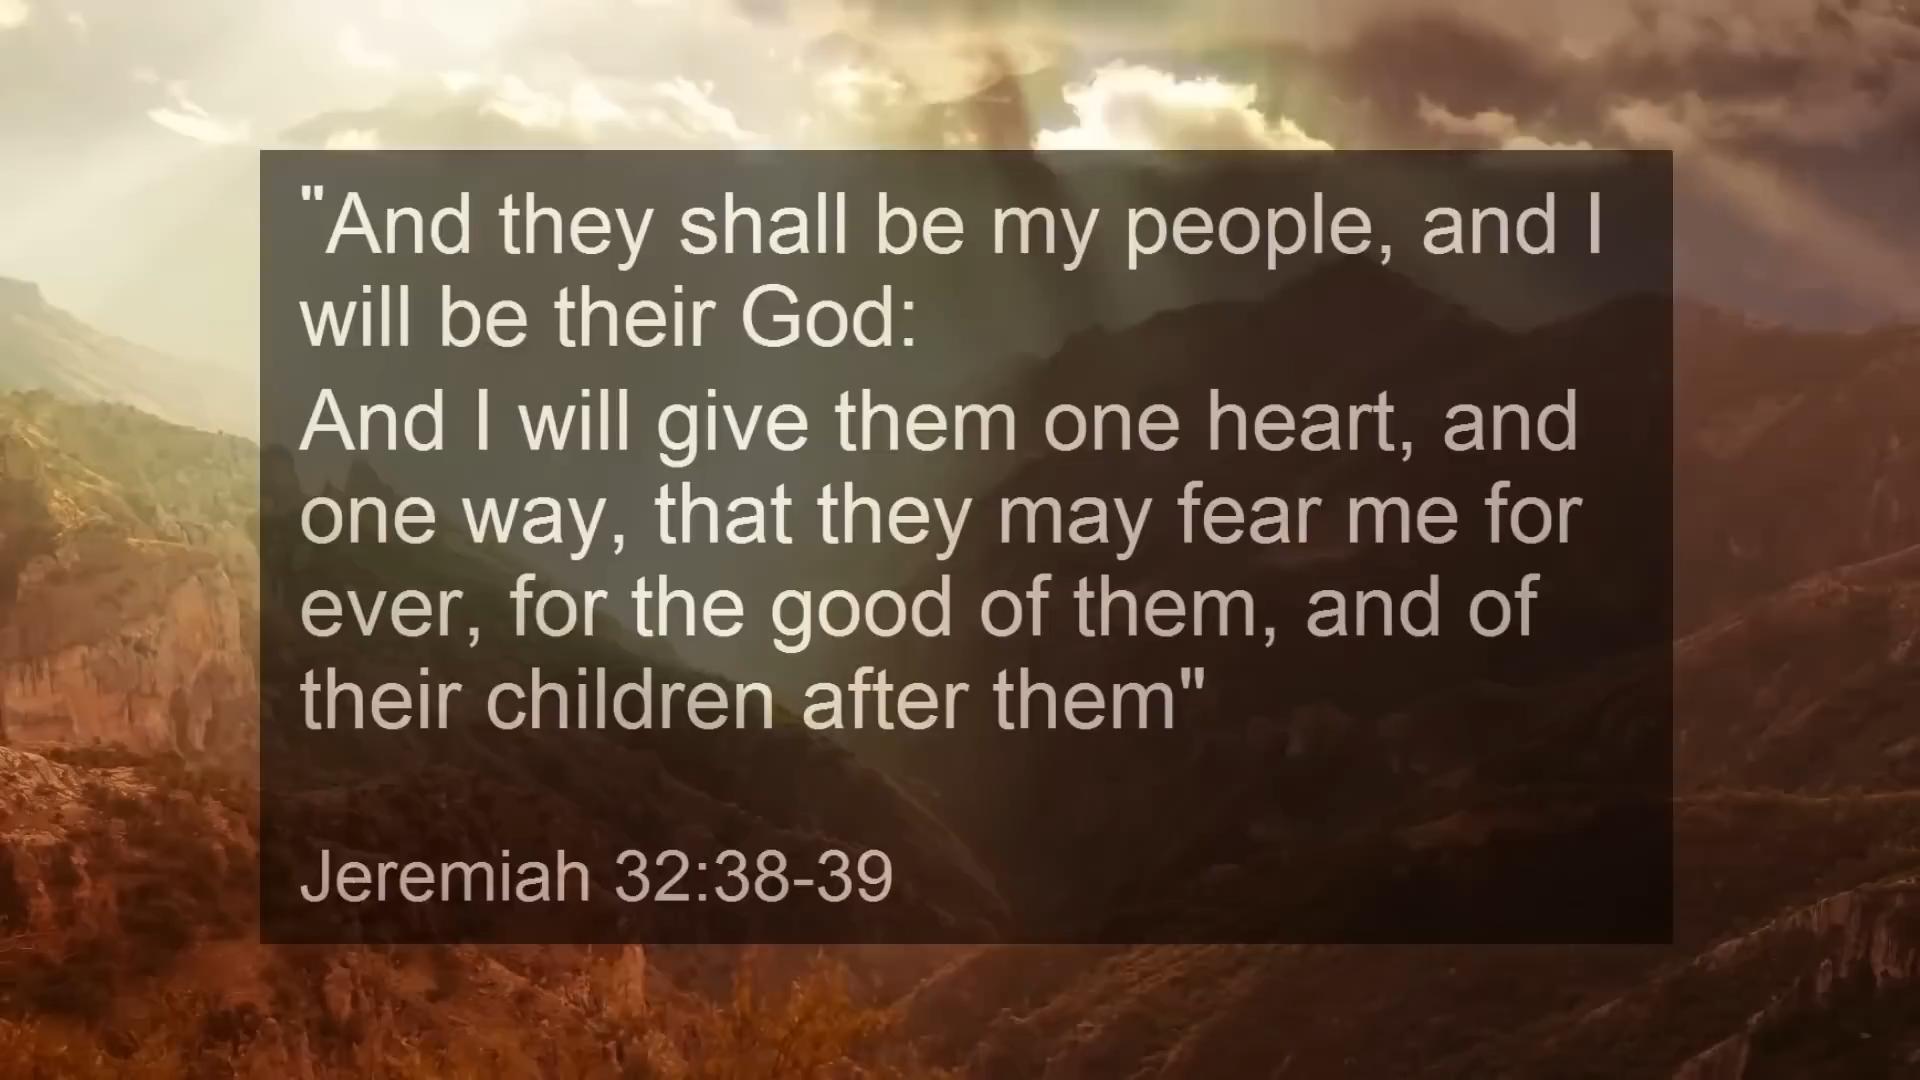 "And they shall be my people, and I
will be their God:
And I will give them one heart, and
one way, that they may fear me for
ever, for the good of them, and of
their children after them"
Jeremiah 32:38-39